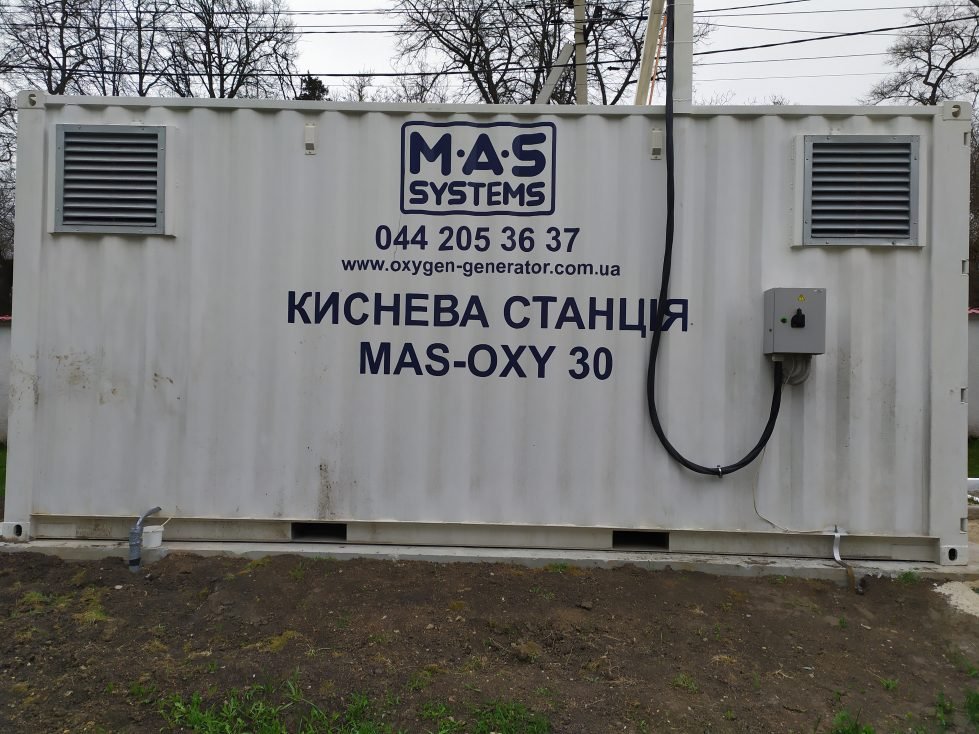 M·A·S
SYSTEMS
044 205 36 37
www.oxygen-generator.com.ua
КИСНЕВА СТАНЦІЯ
MAS-OXY 30